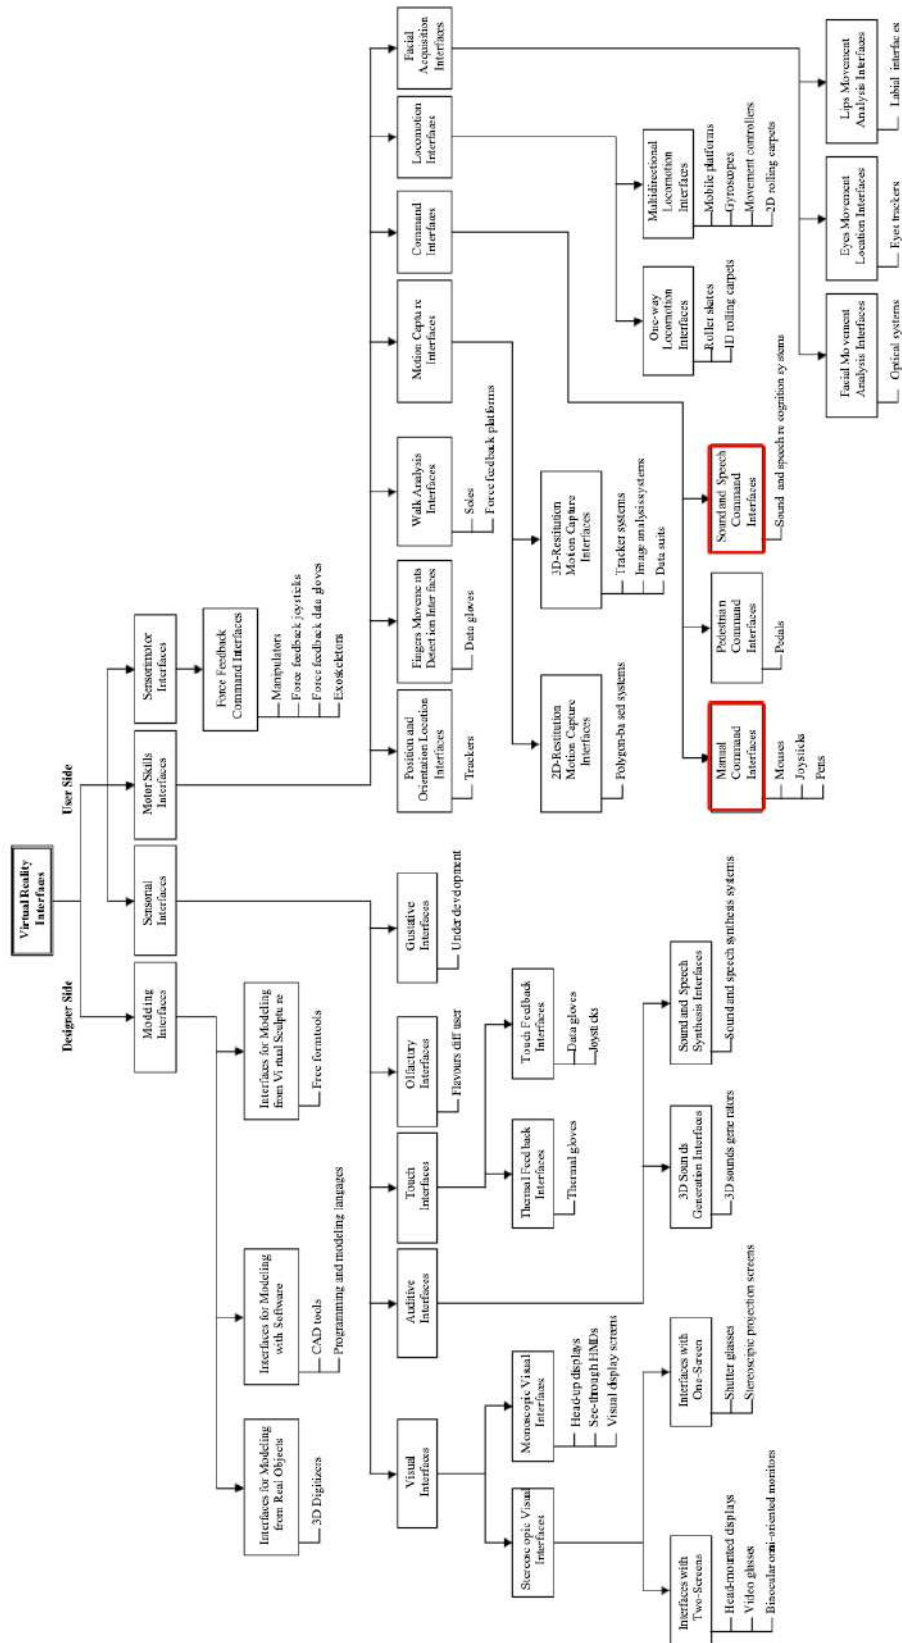 Virtual Reality
Interfaces
Designer Side
User Side
Modeling
Interfaces
Sensorial
Interfaces
Motor Skills
Interfaces
Sensorimotor
Interfaces
Interfaces for Modeling
from Real Objects
3D Digitizers
Interfaces for Modeling
with Software
CAD tools
Programming and modeling langages
Interfaces for Modeling
from Virtual Sculpture
Free form tools
Force Feedback
Command Interfaces
Manipulators
Force feedback joysticks
Force feedback data gloves
Exoskeletons
Visual
Interfaces
Auditive
Interfaces
Touch
Interfaces
Olfactory
Interfaces
Flavours diffuser
Gustative
Interfaces
Under development
Position and
Orientation Location
Interfaces
Trackers
Fingers Movements
Detection Interfaces
Data gloves
Walk Analysis
Interfaces
Soles
Force feedback platforms
Motion Capture
Interfaces
Command
Interfaces
Locomotion
Interfaces
Facial
Acquisition
Interfaces
Stereoscopic Visual
Interfaces
Monoscopic Visual
Interfaces
Head-up displays
See-through HMDs
Visual display screens
Thermal Feedback
Interfaces
Thermal gloves
Touch Feedback
Interfaces
Data gloves
Joysticks
2D-Restitution
Motion Capture
Interfaces
Polygon-based systems
3D-Restitution
Motion Capture
Interfaces
Tracker systems
Image analysis systems
Data suits
One-way
Locomotion
Interfaces
Roller skates
1D rolling carpets
Multidirectional
Locomotion
Interfaces
Mobile platforms
Gyroscopes
Movement controllers
2D rolling carpets
Interfaces with
Two-Screens
Head-mounted displays
Video glasses
Binocular omni-oriented monitors
Interfaces with
One-Screen
Shutter glasses
Stereoscipic projection screens
3D Sounds
Generation Interfaces
3D sounds generators
Sound and Speech
Synthesis Interfaces
Sound and speech synthesis systems
Manual
Command
Interfaces
Mouses
Joysticks
Pens
Pedestrian
Command
Interfaces
Pedals
Sound and Speech
Command
Interfaces
Sound and speech recognition systems
Facial Movement
Analysis Interfaces
Optical systems
Eyes Movement
Location Interfaces
Eyes trackers
Lips Movement
Analysis Interfaces
Labial interfaces